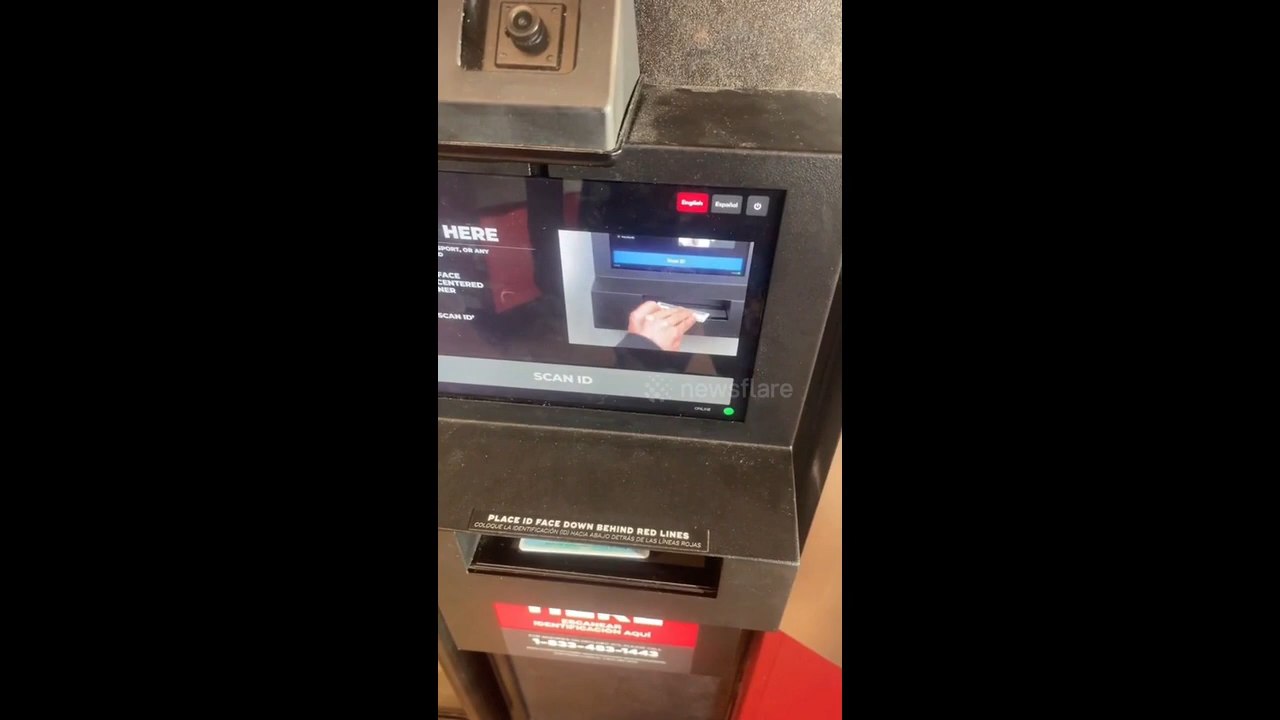 English Español
HERE
SPORT, OR ANY
D
FACE
CENTERED
NER
SCAN ID'
Scan ID
SCAN ID
newsflare
ONLINE
PLACE ID FACE DOWN BEHIND RED LINES
COLOQUE LA IDENTIFICACIÓN (ID) HACIA ABAJO DETRÁS DE LAS LÍNEAS ROJAS
HERE
ESCANEAR
IDENTIFICACIÓN AQUÍ
1-833-483-1443